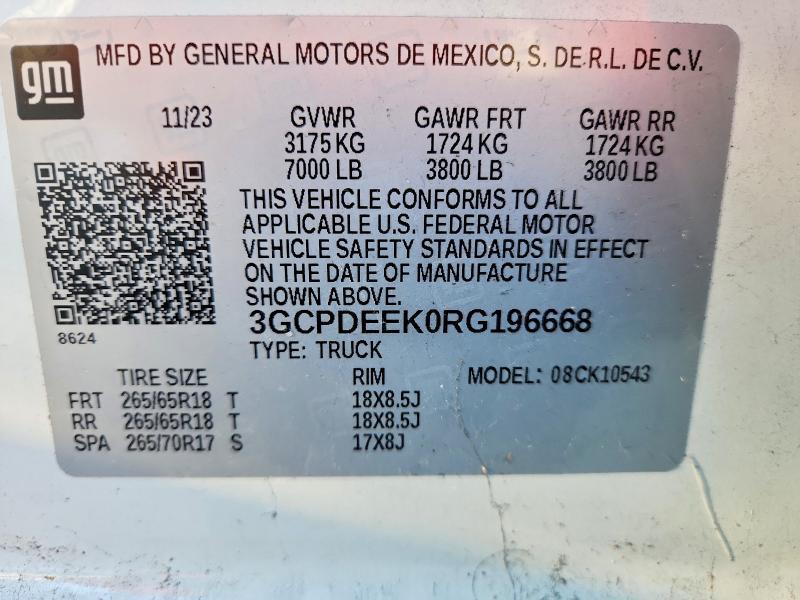 gm
MFD BY GENERAL MOTORS DE MEXICO, S. DE R.L. DE C.V.
11/23 GVWR GAWR FRT GAWR RR
3175 KG 1724 KG 1724 KG
7000 LB 3800 LB 3800 LB
THIS VEHICLE CONFORMS TO ALL
APPLICABLE U.S. FEDERAL MOTOR
VEHICLE SAFETY STANDARDS IN EFFECT
ON THE DATE OF MANUFACTURE
SHOWN ABOVE.
3GCPDEEK0RG196668
8624
TYPE: TRUCK
TIRE SIZE RIM MODEL: 08CK10543
FRT 265/65R18 T 18X8.5J
RR 265/65R18 T 18X8.5J
SPA 265/70R17 S 17X8J